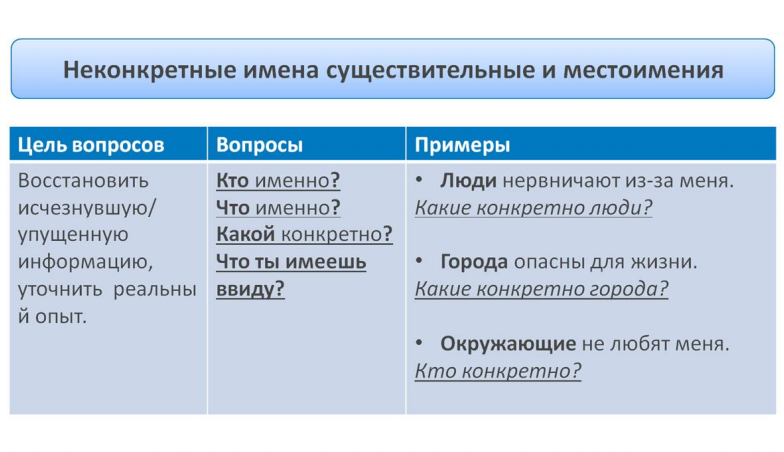 Неконкретные имена существительные и местоимения
Цель вопросов
Восстановить
исчезнувшую/
упущенную
информацию,
уточнить реальны
й опыт.
Вопросы
Кто именно?
Что именно?
Какой конкретно?
Что ты имеешь
ввиду?
Примеры
• Люди нервничают из-за меня.
Какие конкретно люди?
• Города опасны для жизни.
Какие конкретно города?
• Окружающие не любят меня.
Кто конкретно?